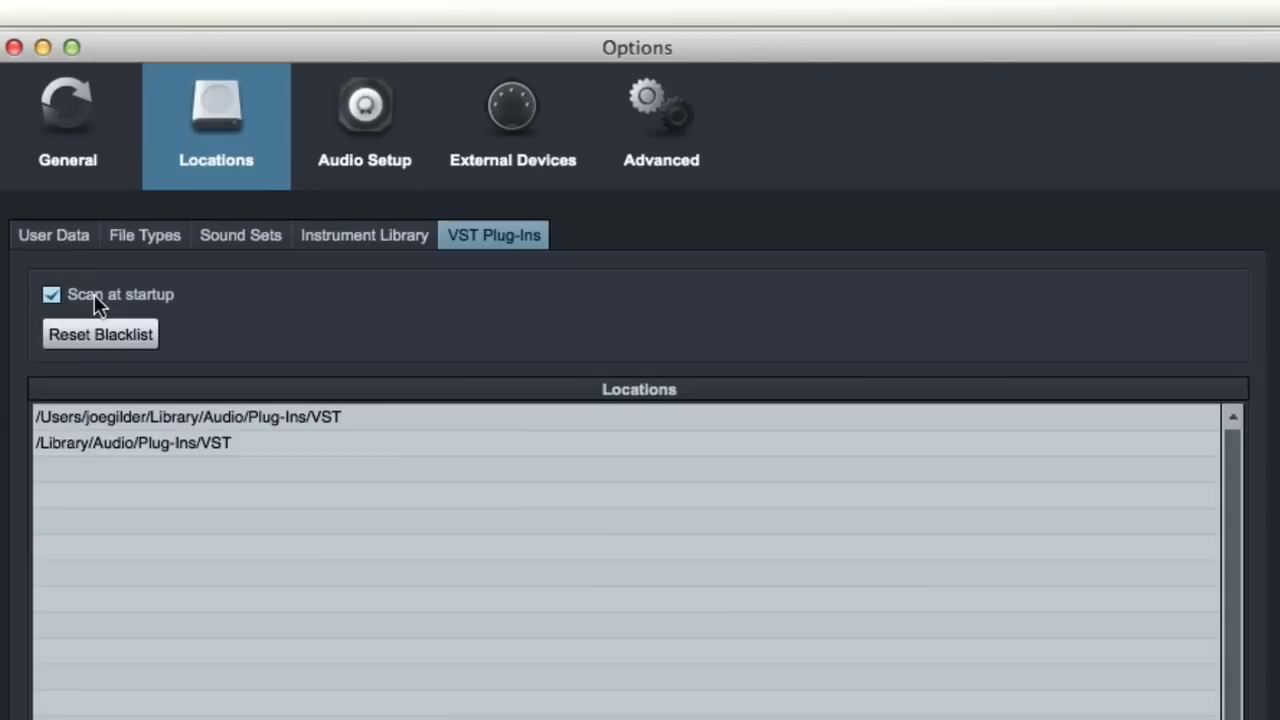 Options
General
Locations
Audio Setup
External Devices
Advanced
User Data
File Types
Sound Sets
Instrument Library
VST Plug-Ins
Scan at startup
Reset Blacklist
Locations
/Users/joegilder/Library/Audio/Plug-Ins/VST
/Library/Audio/Plug-Ins/VST